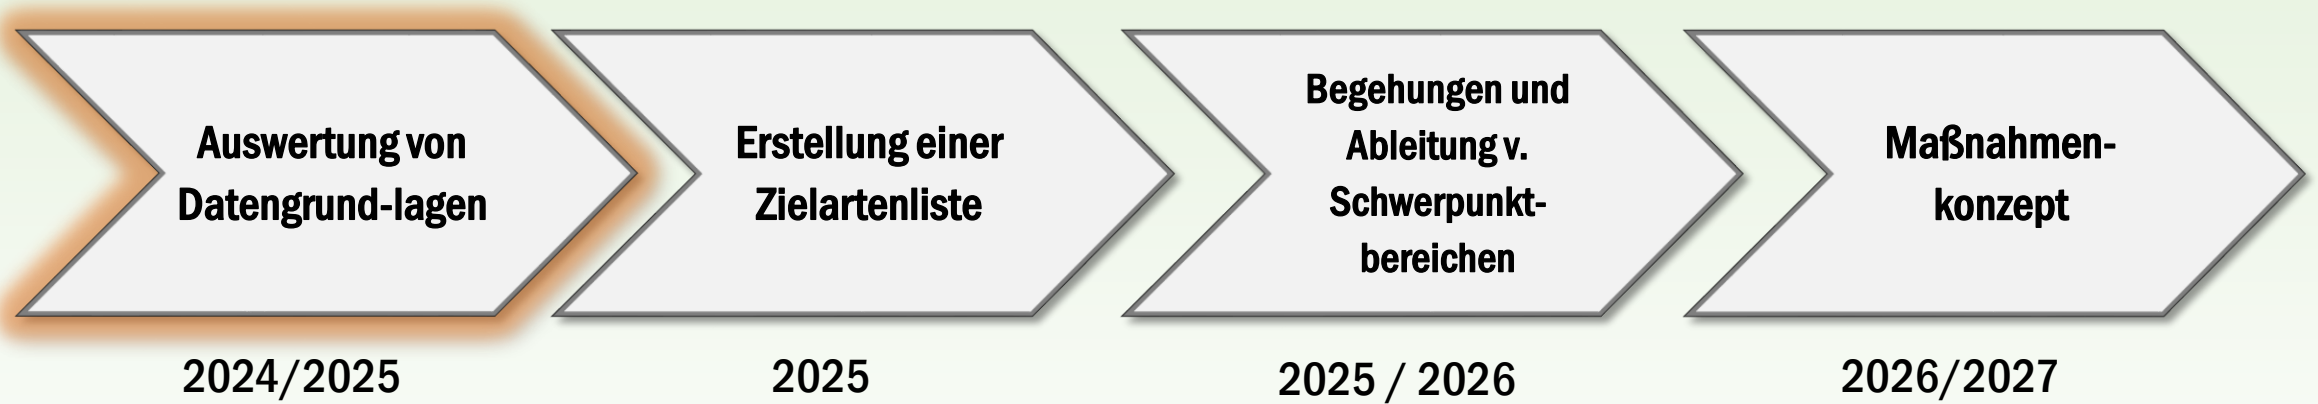 Auswertung von
Datengrund-lagen
Erstellung einer
Zielartenliste
Begehungen und
Ableitung v.
Schwerpunkt-
bereichen
Maßnahmen-
konzept
2024/2025
2025
2025 / 2026
2026/2027